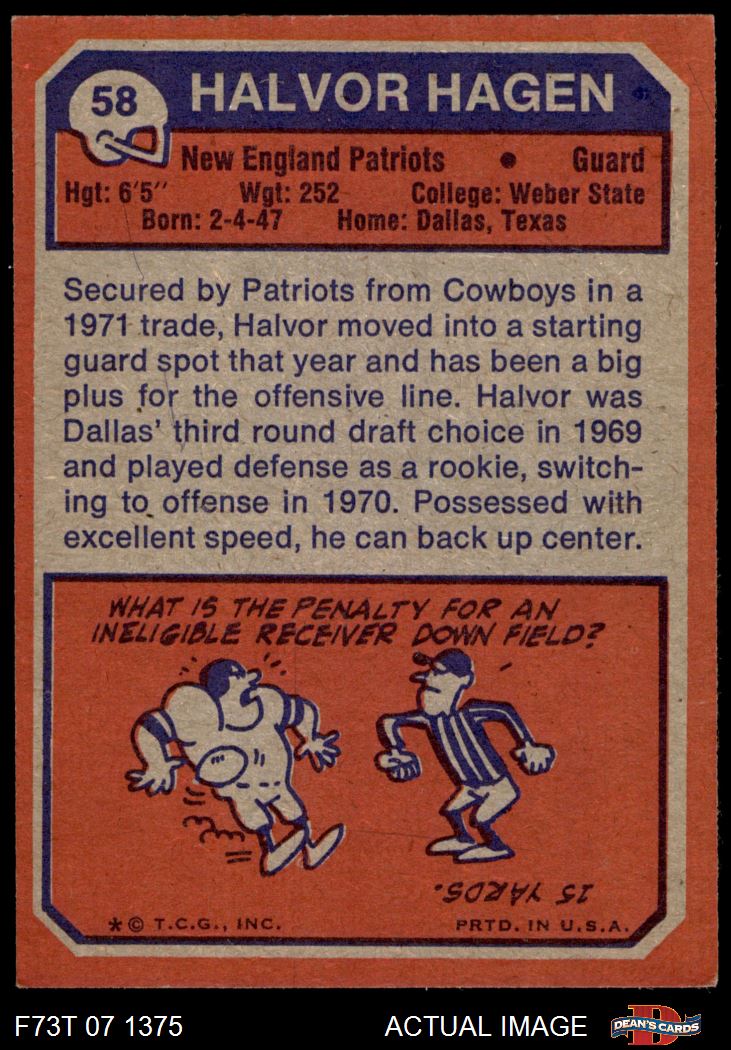 58 HALVOR HAGEN
New England Patriots • Guard
Hgt: 6'5" Wgt: 252 College: Weber State
Born: 2-4-47 Home: Dallas, Texas
Secured by Patriots from Cowboys in a
1971 trade, Halvor moved into a starting
guard spot that year and has been a big
plus for the offensive line. Halvor was
Dallas' third round draft choice in 1969
and played defense as a rookie, switch-
ing to offense in 1970. Possessed with
excellent speed, he can back up center.
WHAT IS THE PENALTY FOR AN
INELIGIBLE RECEIVER DOWN FIELD?
15 YARDS.
* © T.C.G., INC. PRTD. IN U.S.A.
F73T 07 1375 ACTUAL IMAGE D DEAN'S CARDS